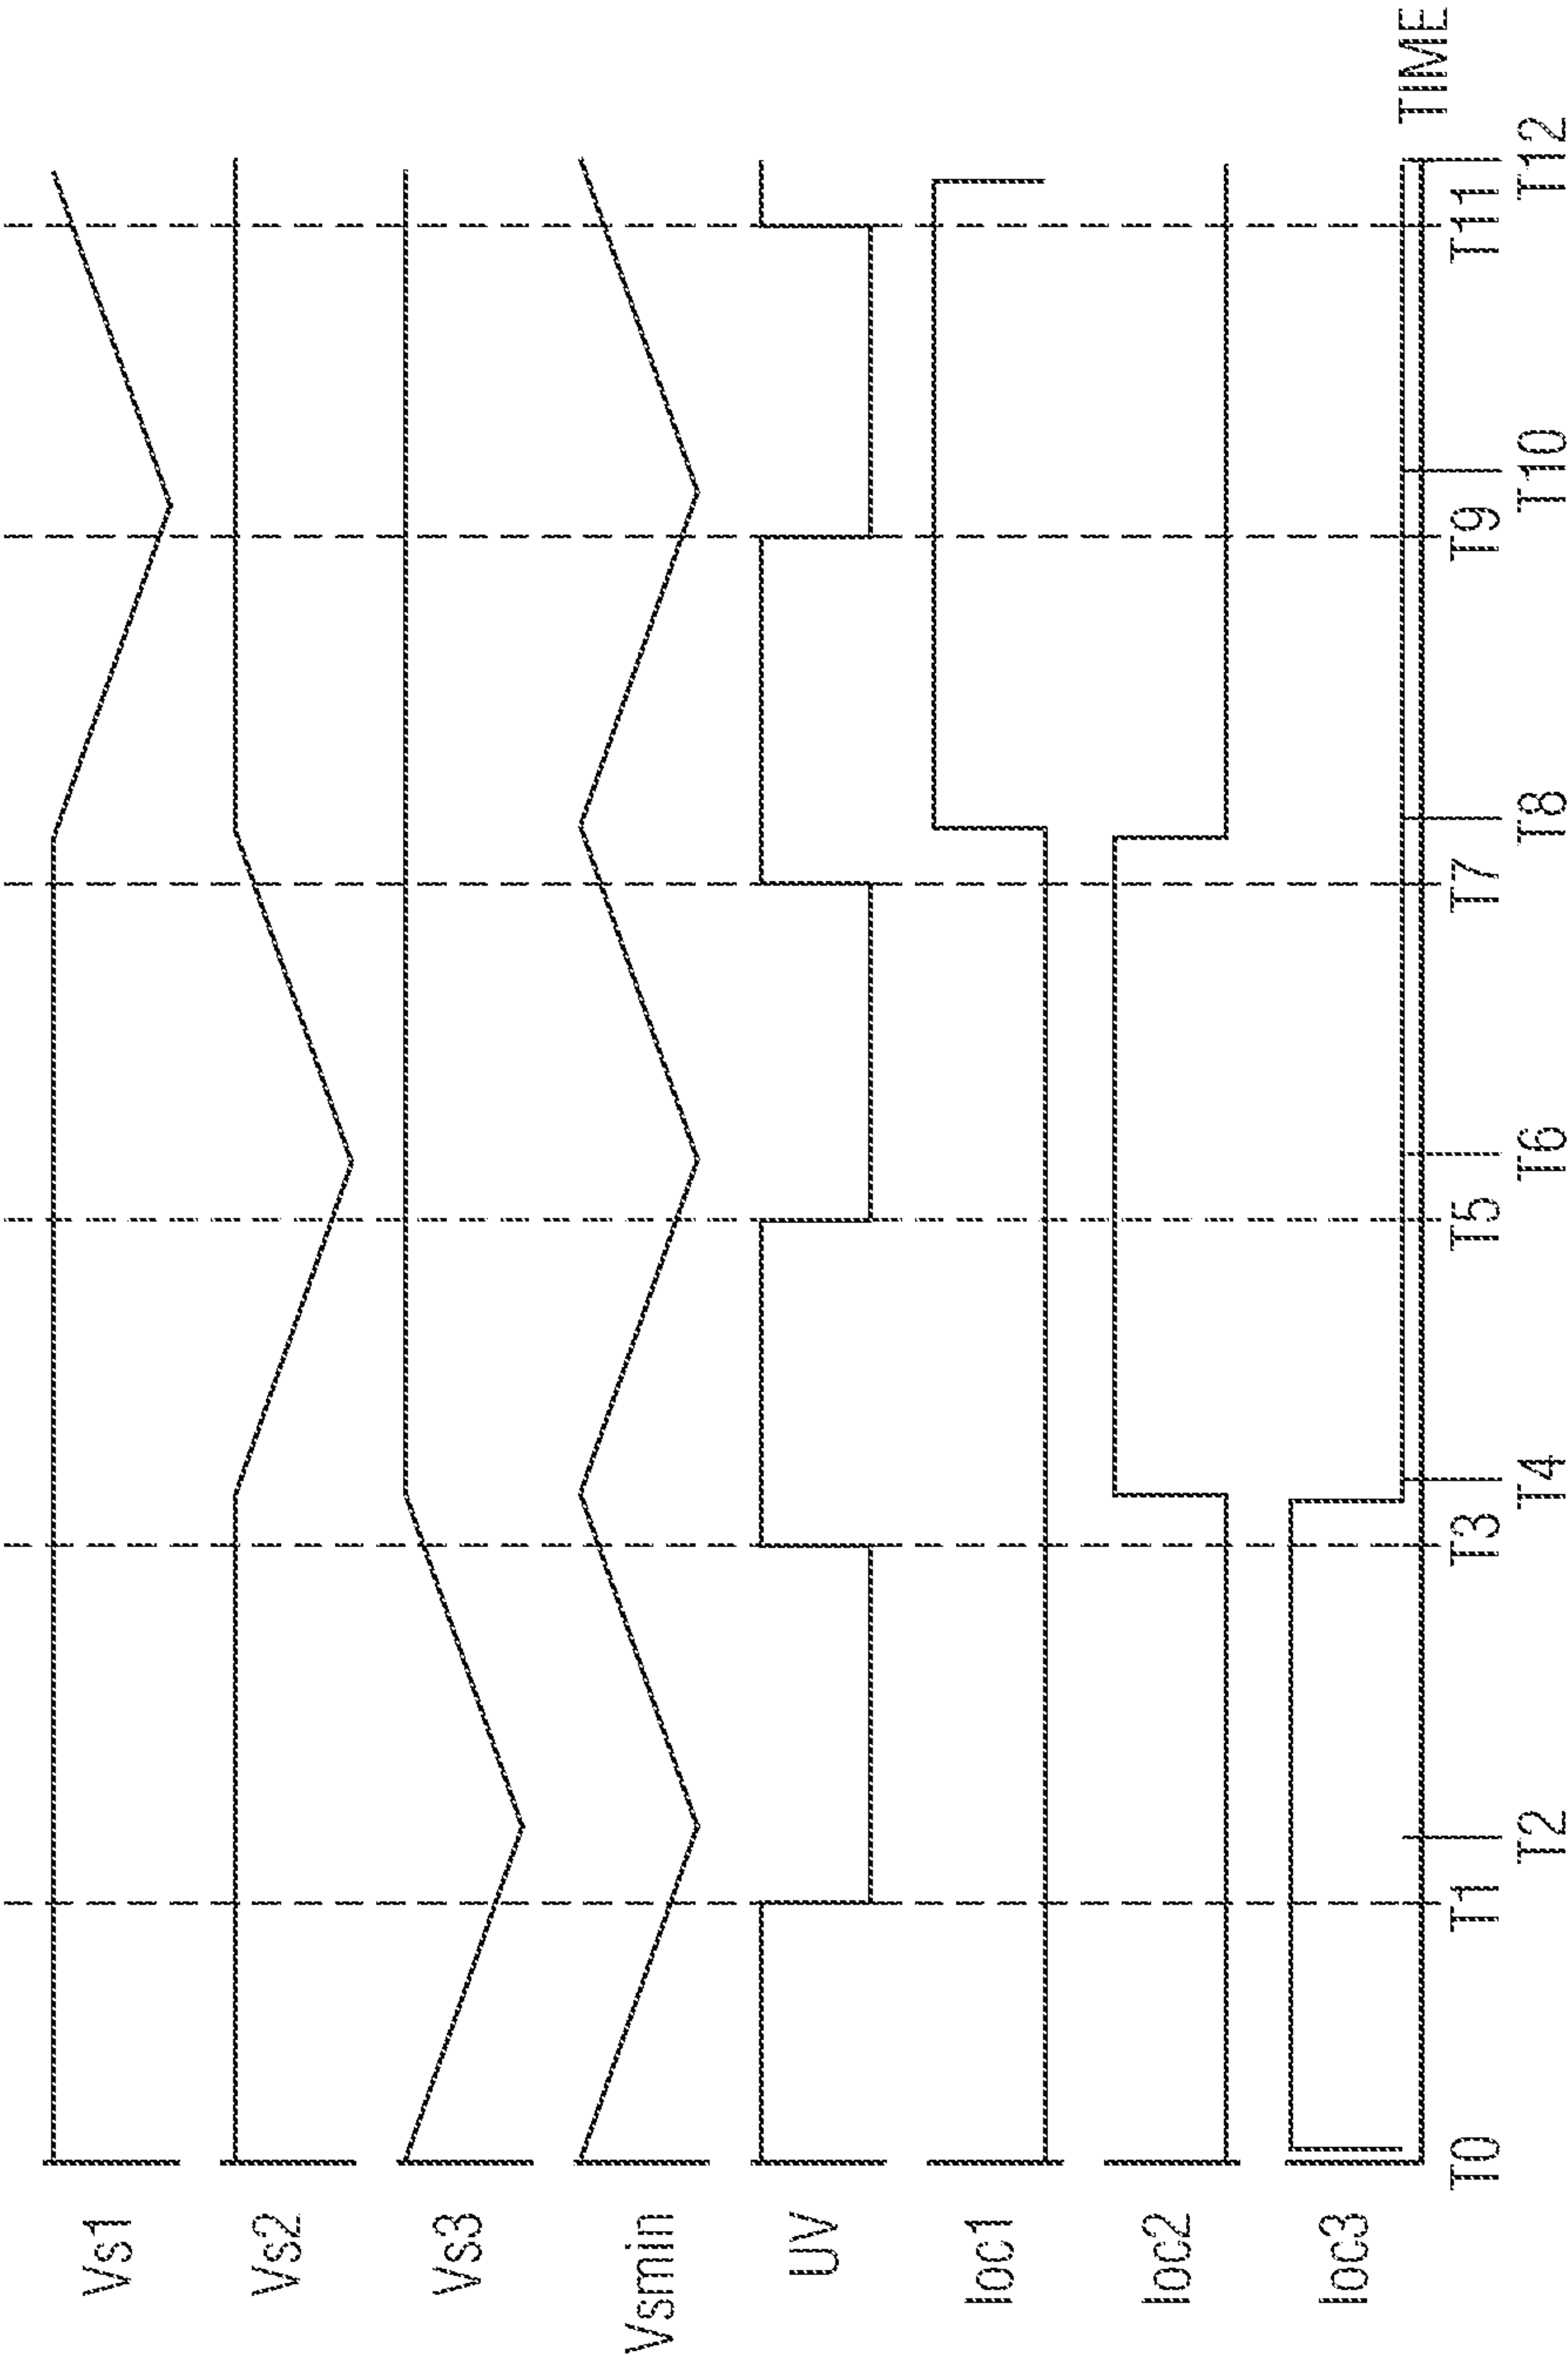 Vs1
Vs2
Vs3
Vsmin
UV
Ioc1
Ioc2
Ioc3
TIME
T0
T1
T2
T3
T4
T5
T6
T7
T8
T9
T10
T11
T12